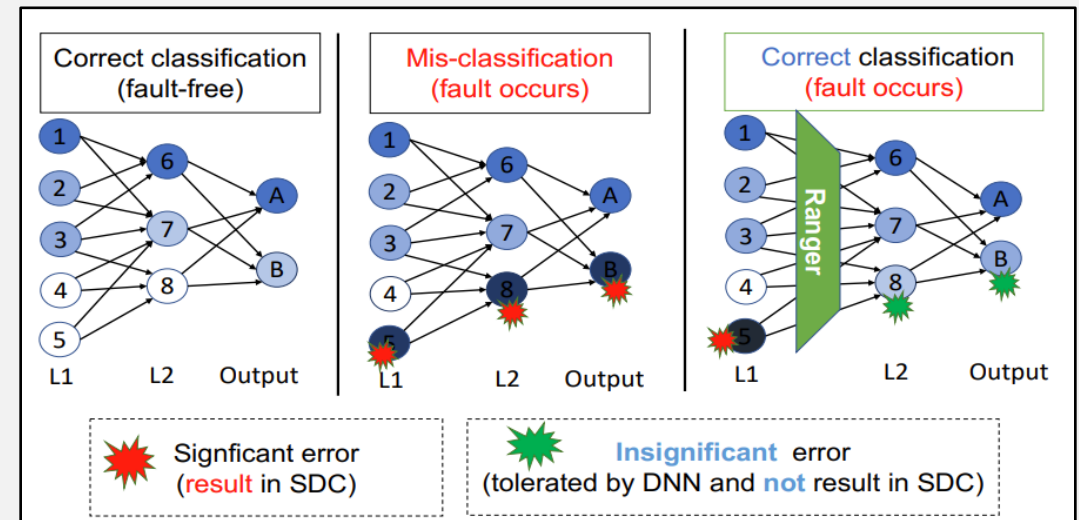 Correct classification
(fault-free)
1
2
3
4
5
6
7
8
A
B
L1
L2
Output
Mis-classification
(fault occurs)
1
2
3
4
5
6
7
8
A
B
L1
L2
Output
Correct classification
(fault occurs)
1
2
3
4
5
Ranger
6
7
8
A
B
L1
L2
Output
Signficant error
(result in SDC)
Insignificant error
(tolerated by DNN and not result in SDC)